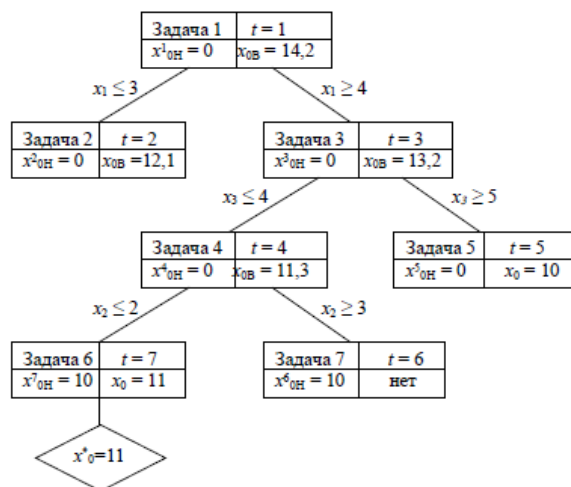 Задача 1 t = 1
x¹₀Н = 0 x₀В = 14,2
x₁ ≤ 3 x₁ ≥ 4
Задача 2 t = 2 Задача 3 t = 3
x²₀Н = 0 x₀В =12,1 x³₀Н = 0 x₀В = 13,2
x₃ ≤ 4 x₃ ≥ 5
Задача 4 t = 4 Задача 5 t = 5
x⁴₀Н = 0 x₀В = 11,3 x⁵₀Н = 0 x₀ = 10
x₂ ≤ 2 x₂ ≥ 3
Задача 6 t = 7 Задача 7 t = 6
x⁷₀Н = 10 x₀ = 11 x⁶₀Н = 10 нет
x*₀=11